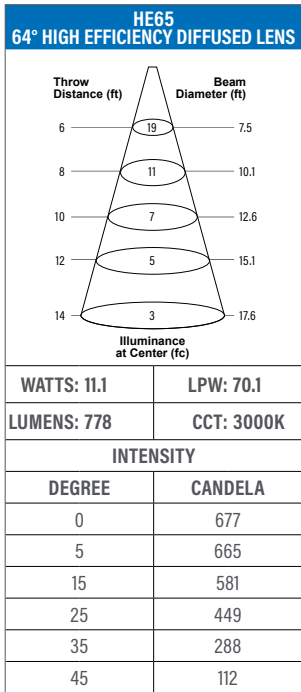 HE65
64° HIGH EFFICIENCY DIFFUSED LENS
Throw Distance (ft)
Beam Diameter (ft)
6 19 7.5
8 11 10.1
10 7 12.6
12 5 15.1
14 3 17.6
Illuminance
at Center (fc)
WATTS: 11.1 LPW: 70.1
LUMENS: 778 CCT: 3000K
INTENSITY
DEGREE CANDELA
0 677
5 665
15 581
25 449
35 288
45 112